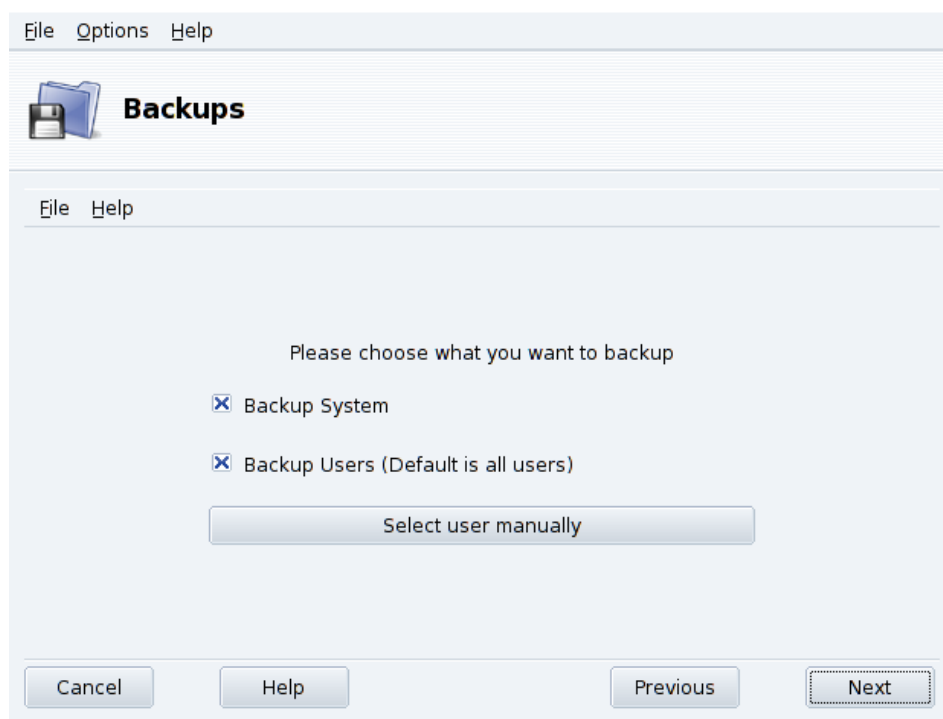 File Options Help
Backups
File Help
Please choose what you want to backup
Backup System
Backup Users (Default is all users)
Select user manually
Cancel Help Previous Next